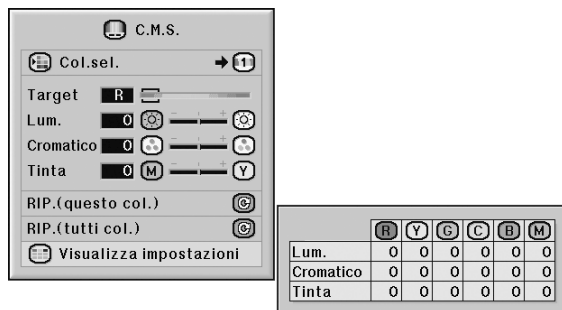 C.M.S.
Col.sel. 1
Target R
Lum. 0
Cromatico 0
Tinta 0 M Y
RIP.(questo col.)
RIP.(tutti col.)
Visualizza impostazioni
R Y G C B M
Lum. 0 0 0 0 0 0
Cromatico 0 0 0 0 0 0
Tinta 0 0 0 0 0 0